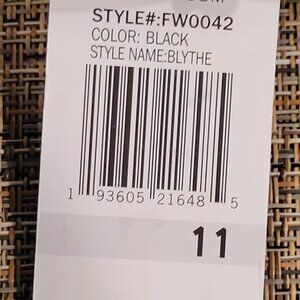 STYLE#:FW0042
COLOR: BLACK
STYLE NAME:BLYTHE
1 93605 21648 5
11